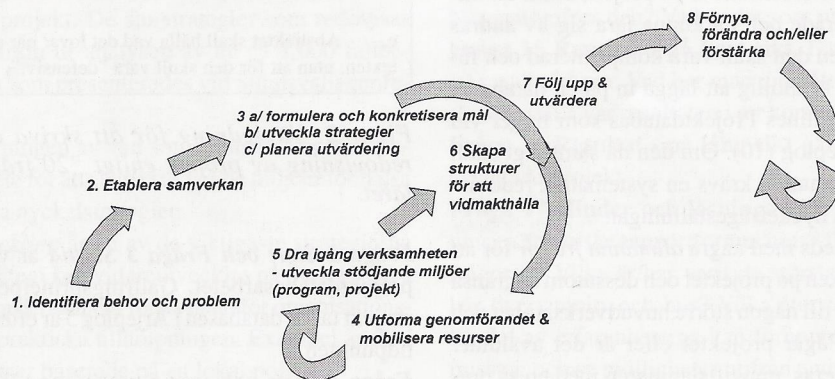 8 Förnya,
förändra och/eller
förstärka
7 Följ upp &
utvärdera
3 a/ formulera och konkretisera mål
b/ utveckla strategier
c/ planera utvärdering
6 Skapa
strukturer
för att
vidmakthålla
2. Etablera samverkan
5 Dra igång verksamheten
- utveckla stödjande miljöer
(program, projekt)
1. Identifiera behov och problem
4 Utforma genomförandet &
mobilisera resurser